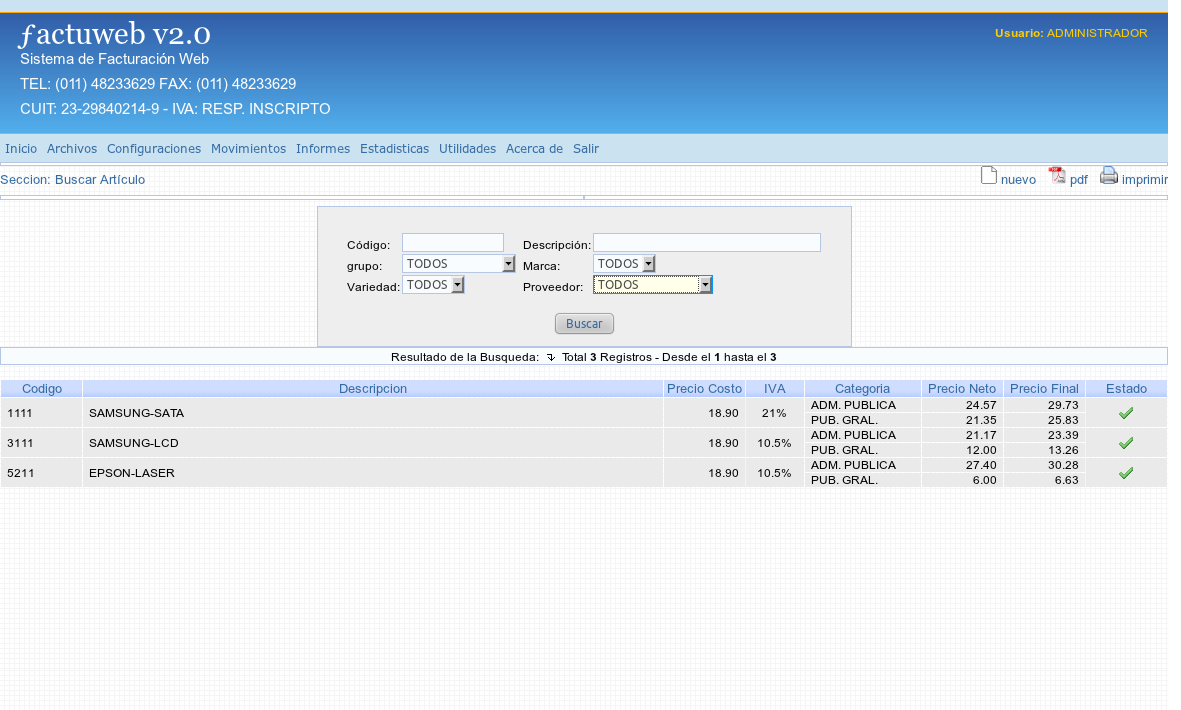 factuweb v2.0
Usuario: ADMINISTRADOR
Sistema de Facturación Web
TEL: (011) 48233629 FAX: (011) 48233629
CUIT: 23-29840214-9 - IVA: RESP. INSCRIPTO
Inicio Archivos Configuraciones Movimientos Informes Estadisticas Utilidades Acerca de Salir
Seccion: Buscar Artículo nuevo pdf imprimir
Código: Descripción:
grupo: TODOS Marca: TODOS
Variedad: TODOS Proveedor: TODOS
Buscar
Resultado de la Busqueda: Total 3 Registros - Desde el 1 hasta el 3
Codigo Descripcion Precio Costo IVA Categoria Precio Neto Precio Final Estado
1111 SAMSUNG-SATA 18.90 21% ADM. PUBLICA 24.57 29.73
PUB. GRAL. 21.35 25.83
3111 SAMSUNG-LCD 18.90 10.5% ADM. PUBLICA 21.17 23.39
PUB. GRAL. 12.00 13.26
5211 EPSON-LASER 18.90 10.5% ADM. PUBLICA 27.40 30.28
PUB. GRAL. 6.00 6.63